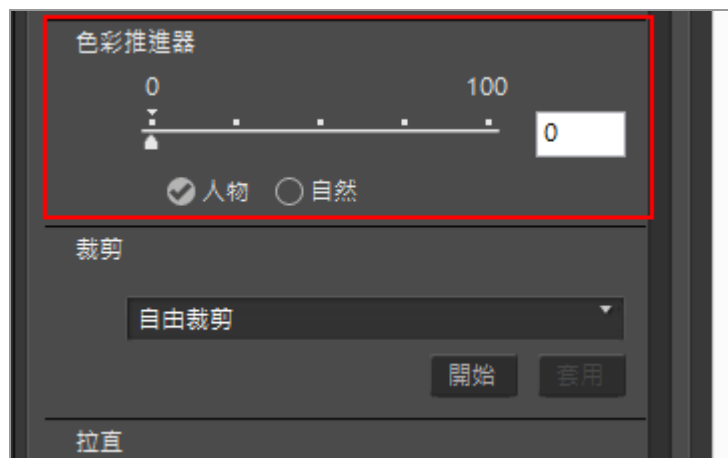 色彩推進器
0 100
0
人物 自然
裁剪
自由裁剪
開始 套用
拉直